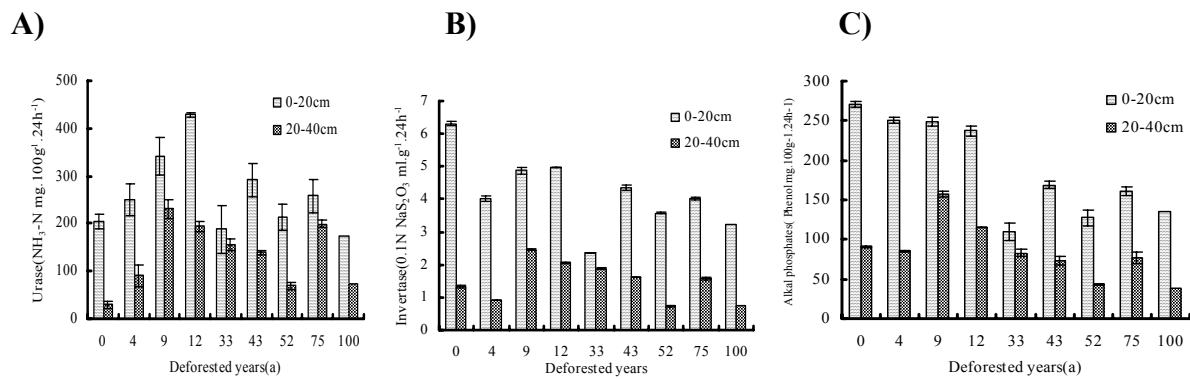 A)
B)
C)
Urase(NH3-N mg.100g-1.24h-1)
500
400
300
200
100
0
0-20cm
20-40cm
0 4 9 12 33 43 52 75 100
Deforested years(a)
Invertase(0.1N NaS2O3 ml.g-1.24h-1
7
6
5
4
3
2
1
0
0-20cm
20-40cm
0 4 9 12 33 43 52 75 100
Deforested years
Alkal phosphates( Phenol mg.100g-1.24h-1)
300
250
200
150
100
50
0
0-20cm
20-40cm
0 4 9 12 33 43 52 75 100
Deforested years(a)